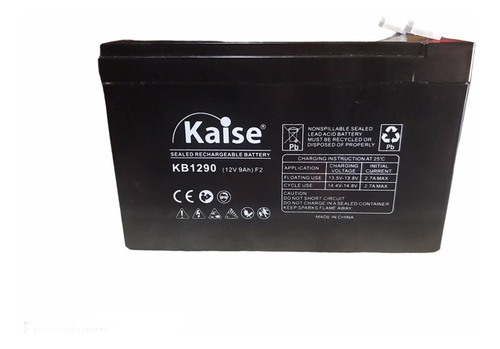 Kaise®
SEALED RECHARGEABLE BATTERY
KB1290 (12V 9Ah) F2
Pb
NONSPILLABLE SEALED
LEAD ACID BATTERY
MUST BE RECYCLED OR
DISPOSED OF PROPERLY
Pb
CHARGING INSTRUCTION AT 25°C
APPLICATION CHARGING VOLTAGE INITIAL CURRENT
FLOATING USE 13.5V-13.8V 2.7A MAX
CYCLE USE 14.4V-14.8V 2.7A MAX
CAUTION
DO NOT SHORT CIRCUIT
DO NOT CHARGE IN A SEALED CONTAINER
KEEP SPARKS FLAMES AWAY
MADE IN CHINA
CE